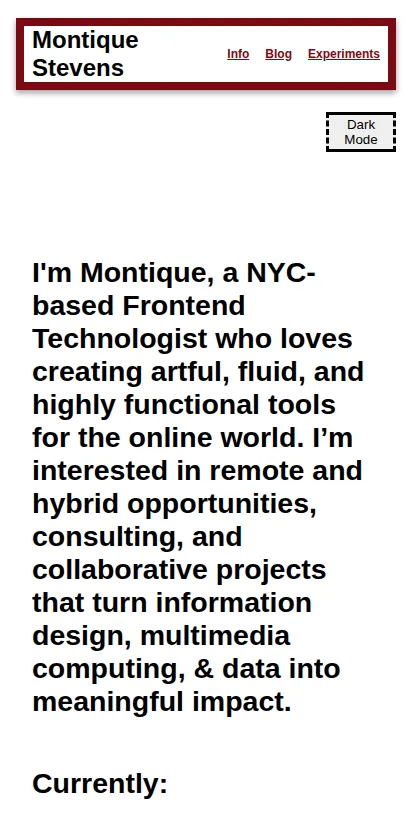 Montique
Stevens
Info Blog Experiments
Dark
Mode
I'm Montique, a NYC-
based Frontend
Technologist who loves
creating artful, fluid, and
highly functional tools
for the online world. I’m
interested in remote and
hybrid opportunities,
consulting, and
collaborative projects
that turn information
design, multimedia
computing, & data into
meaningful impact.
Currently: